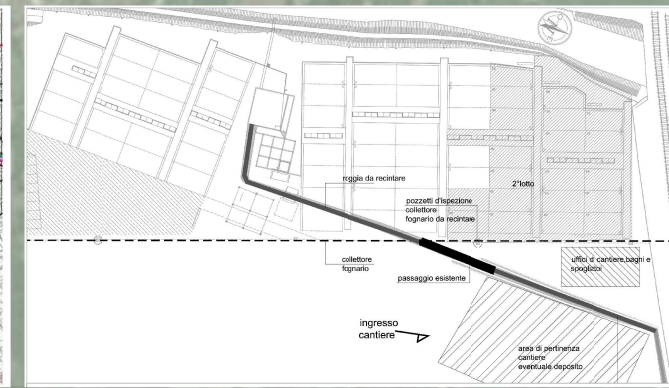 roggia da recintare
2°lotto
pozzetti d'ispezione
collettore
fognario da recintare
collettore
fognario
passaggio esistente
uffici d cantiere,bagni e
spogliatoi
ingresso
cantiere
area di pertinenza
cantiere
eventuale deposito